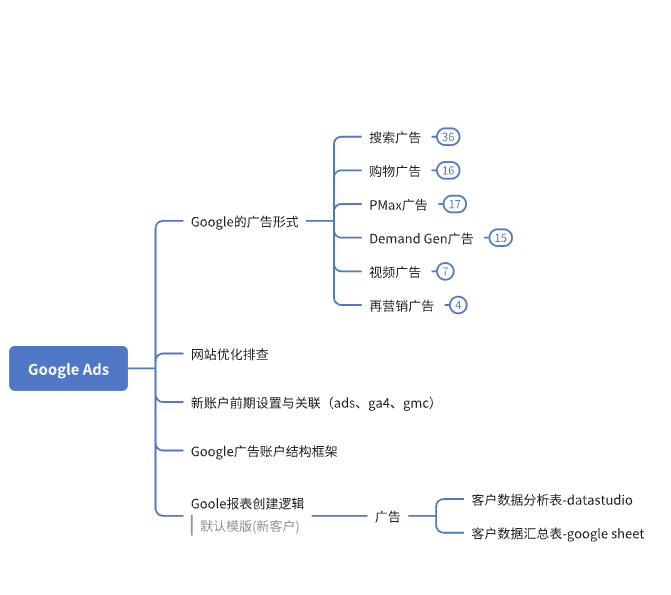 搜索广告 36
购物广告 16
PMax广告 17
Google的广告形式
Demand Gen广告 15
视频广告 7
再营销广告 4
网站优化排查
Google Ads
新账户前期设置与关联（ads、ga4、gmc）
Google广告账户结构框架
Goole报表创建逻辑
默认模版(新客户)
广告
客户数据分析表-datastudio
客户数据汇总表-google sheet